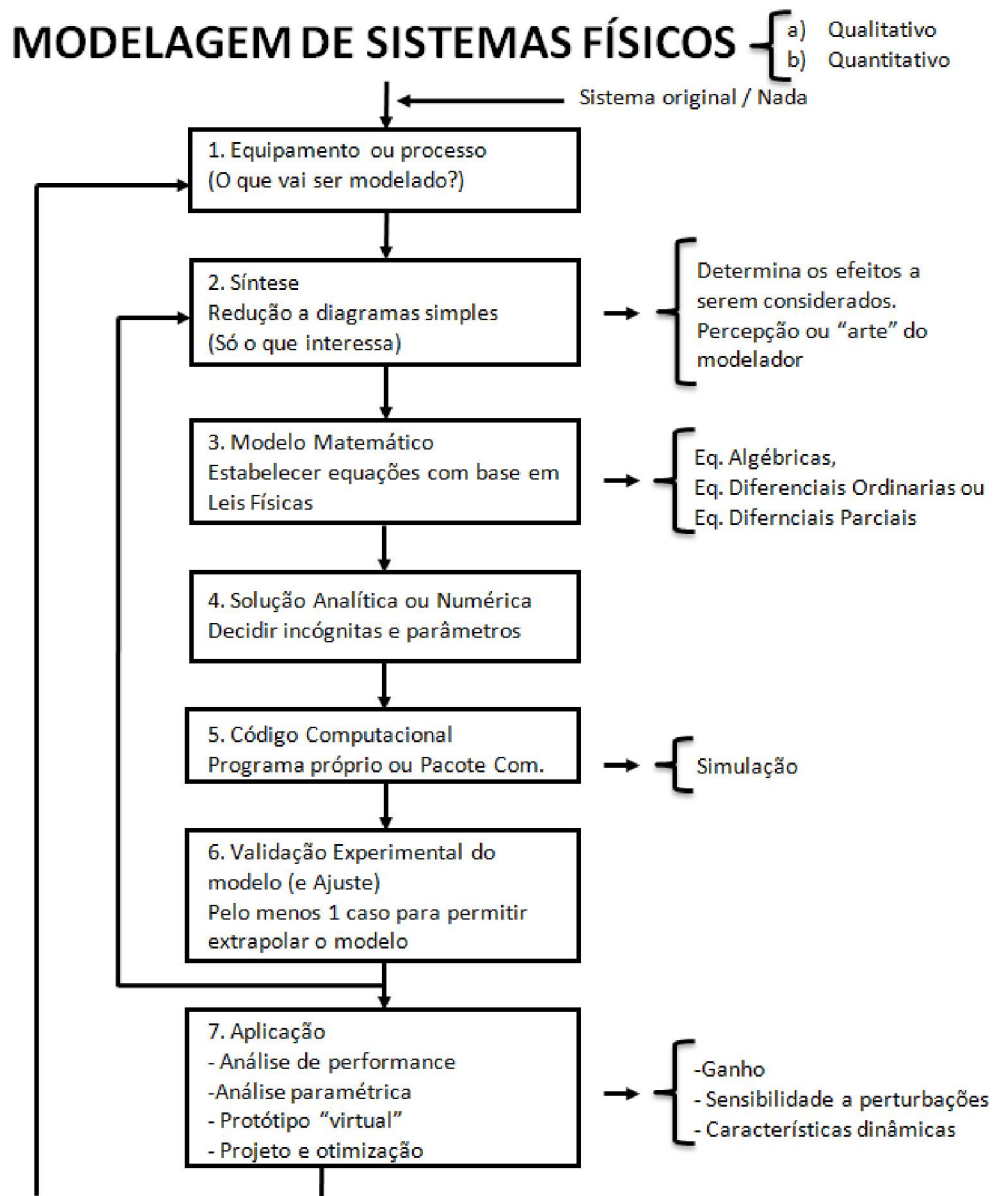 MODELAGEM DE SISTEMAS FÍSICOS
a) Qualitativo
b) Quantitativo
Sistema original / Nada
1. Equipamento ou processo
(O que vai ser modelado?)
2. Síntese
Redução a diagramas simples
(Só o que interessa)
Determina os efeitos a
serem considerados.
Percepção ou “arte” do
modelador
3. Modelo Matemático
Estabelecer equações com base em
Leis Físicas
Eq. Algébricas,
Eq. Diferenciais Ordinarias ou
Eq. Difernciais Parciais
4. Solução Analítica ou Numérica
Decidir incógnitas e parâmetros
5. Código Computacional
Programa próprio ou Pacote Com.
Simulação
6. Validação Experimental do
modelo (e Ajuste)
Pelo menos 1 caso para permitir
extrapolar o modelo
7. Aplicação
- Análise de performance
-Análise paramétrica
- Protótipo “virtual”
- Projeto e otimização
-Ganho
- Sensibilidade a perturbações
- Características dinâmicas